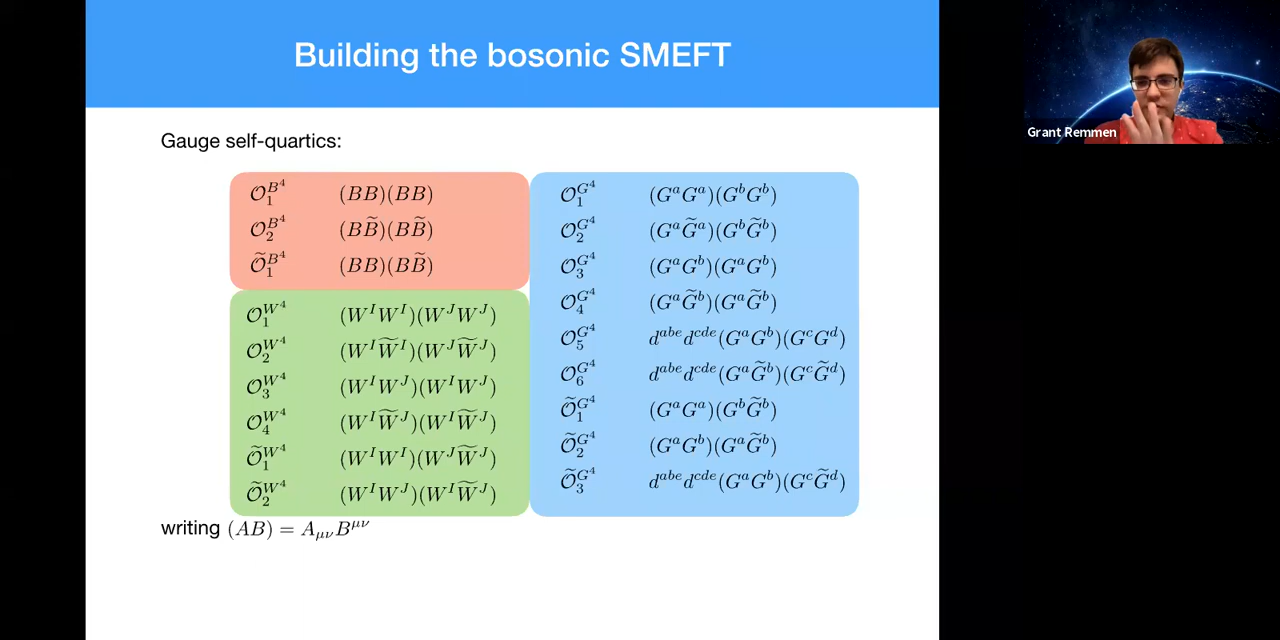 Building the bosonic SMEFT
Grant Remmen
Gauge self-quartics:
𝒪₁^{B⁴} (BB)(BB)
𝒪₂^{B⁴} (BB̃)(BB̃)
𝒪̃₁^{B⁴} (BB)(BB̃)
𝒪₁^{W⁴} (W^I W^I)(W^J W^J)
𝒪₂^{W⁴} (W^I W̃^I)(W^J W̃^J)
𝒪₃^{W⁴} (W^I W^J)(W^I W^J)
𝒪₄^{W⁴} (W^I W̃^J)(W^I W̃^J)
𝒪̃₁^{W⁴} (W^I W^I)(W^J W̃^J)
𝒪̃₂^{W⁴} (W^I W^J)(W^I W̃^J)
𝒪₁^{G⁴} (G^a G^a)(G^b G^b)
𝒪₂^{G⁴} (G^a G̃^a)(G^b G̃^b)
𝒪₃^{G⁴} (G^a G^b)(G^a G^b)
𝒪₄^{G⁴} (G^a G̃^b)(G^a G̃^b)
𝒪₅^{G⁴} d^{abe} d^{cde} (G^a G^b)(G^c G^d)
𝒪₆^{G⁴} d^{abe} d^{cde} (G^a G̃^b)(G^c G̃^d)
𝒪̃₁^{G⁴} (G^a G^a)(G^b G̃^b)
𝒪̃₂^{G⁴} (G^a G^b)(G^a G̃^b)
𝒪̃₃^{G⁴} d^{abe} d^{cde} (G^a G^b)(G^c G̃^d)
writing (AB) = A_{μν} B^{μν}